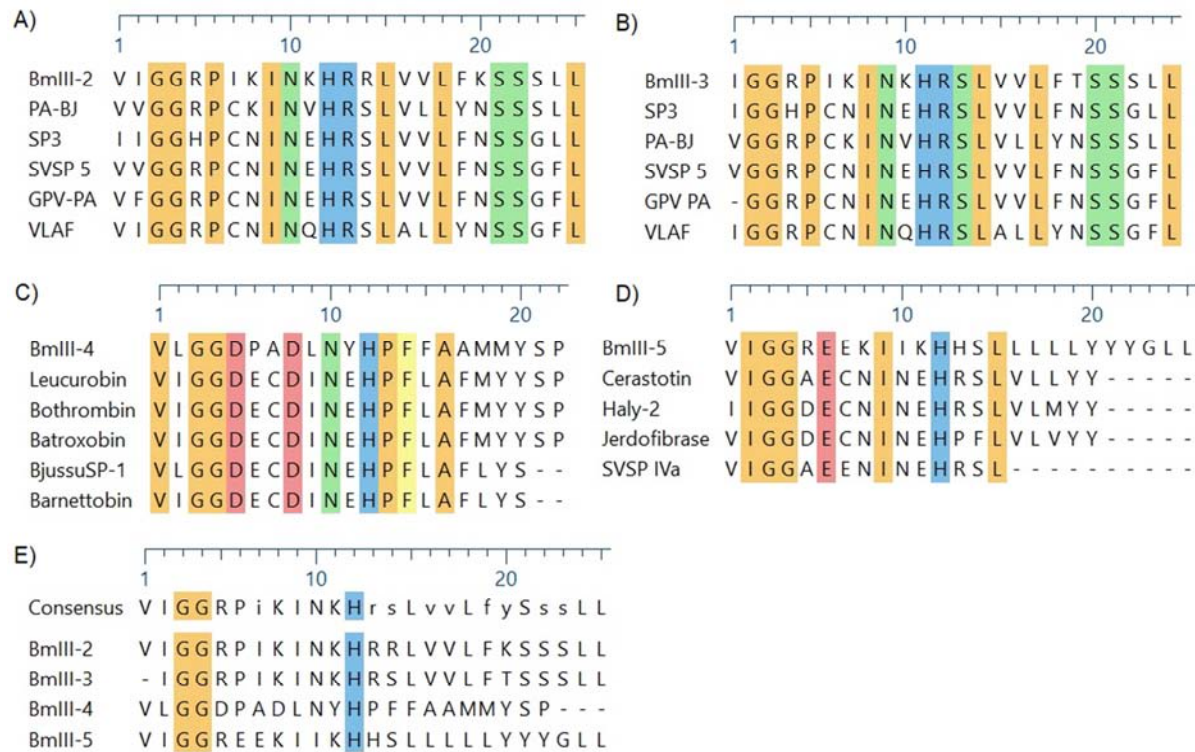 A)
1 10 20
BmIII-2 V I G G R P I K I N K H R R L V V L F K S S S L L
PA-BJ V V G G R P C K I N V H R S L V L L Y N S S S L L
SP3 I I G G H P C N I N E H R S L V V L F N S S G L L
SVSP 5 V V G G R P C N I N E H R S L V V L F N S S G F L
GPV-PA V F G G R P C N I N E H R S L V V L F N S S G F L
VLAF V I G G R P C N I N Q H R S L A L L Y N S S G F L
B)
1 10 20
BmIII-3 I G G R P I K I N K H R S L V V L F T S S S L L
SP3 I G G H P C N I N E H R S L V V L F N S S G L L
PA-BJ V G G R P C K I N V H R S L V L L Y N S S S L L
SVSP 5 V G G R P C N I N E H R S L V V L F N S S G F L
GPV PA - G G R P C N I N E H R S L V V L F N S S G F L
VLAF I G G R P C N I N Q H R S L A L L Y N S S G F L
C)
1 10 20
BmIII-4 V L G G D P A D L N Y H P F F A A M M Y S P
Leucurobin V I G G D E C D I N E H P F L A F M Y Y S P
Bothrombin V I G G D E C D I N E H P F L A F M Y Y S P
Batroxobin V I G G D E C D I N E H P F L A F M Y Y S P
BjussuSP-1 V L G G D E C D I N E H P F L A F L Y S - -
Barnettobin V I G G D E C D I N E H P F L A F L Y S - -
D)
1 10 20
BmIII-5 V I G G R E E K I I K H H S L L L L L Y Y Y G L L
Cerastotin V I G G A E C N I N E H R S L V L L Y Y - - - - -
Haly-2 I I G G D E C N I N E H R S L V L M Y Y - - - - -
Jerdofibrase V I G G D E C N I N E H P F L V L V Y Y - - - - -
SVSP IVa V I G G A E E N I N E H R S L - - - - - - - - - -
E)
1 10 20
Consensus V I G G R P i K I N K H r s L v v L f y S s s L L
BmIII-2 V I G G R P I K I N K H R R L V V L F K S S S L L
BmIII-3 - I G G R P I K I N K H R S L V V L F T S S S L L
BmIII-4 V L G G D P A D L N Y H P F F A A M M Y S P - - -
BmIII-5 V I G G R E E K I I K H H S L L L L L Y Y Y G L L